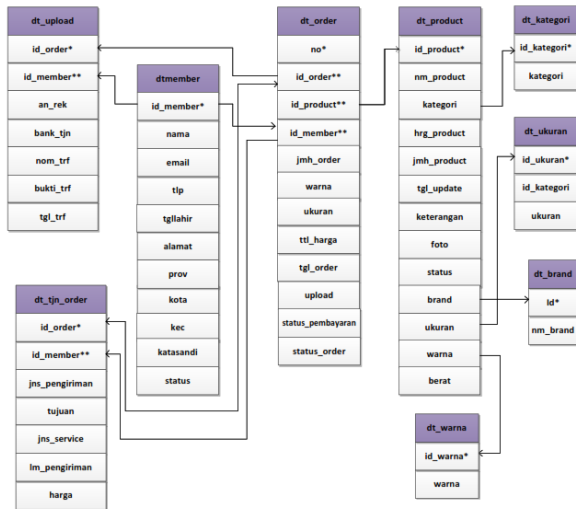 dt_upload
id_order*
id_member**
an_rek
bank_tjn
nom_trf
bukti_trf
tgl_trf
dtmember
id_member*
nama
email
tlp
tgllahir
alamat
prov
kota
kec
katasandi
status
dt_order
no*
id_order**
id_product**
id_member**
jmh_order
warna
ukuran
ttl_harga
tgl_order
upload
status_pembayaran
status_order
dt_product
id_product*
nm_product
kategori
hrg_product
jmh_product
tgl_update
keterangan
foto
status
brand
ukuran
warna
berat
dt_kategori
id_kategori*
kategori
dt_ukuran
id_ukuran*
id_kategori
ukuran
dt_brand
Id*
nm_brand
dt_tjn_order
id_order*
id_member**
jns_pengiriman
tujuan
jns_service
lm_pengiriman
harga
dt_warna
id_warna*
warna